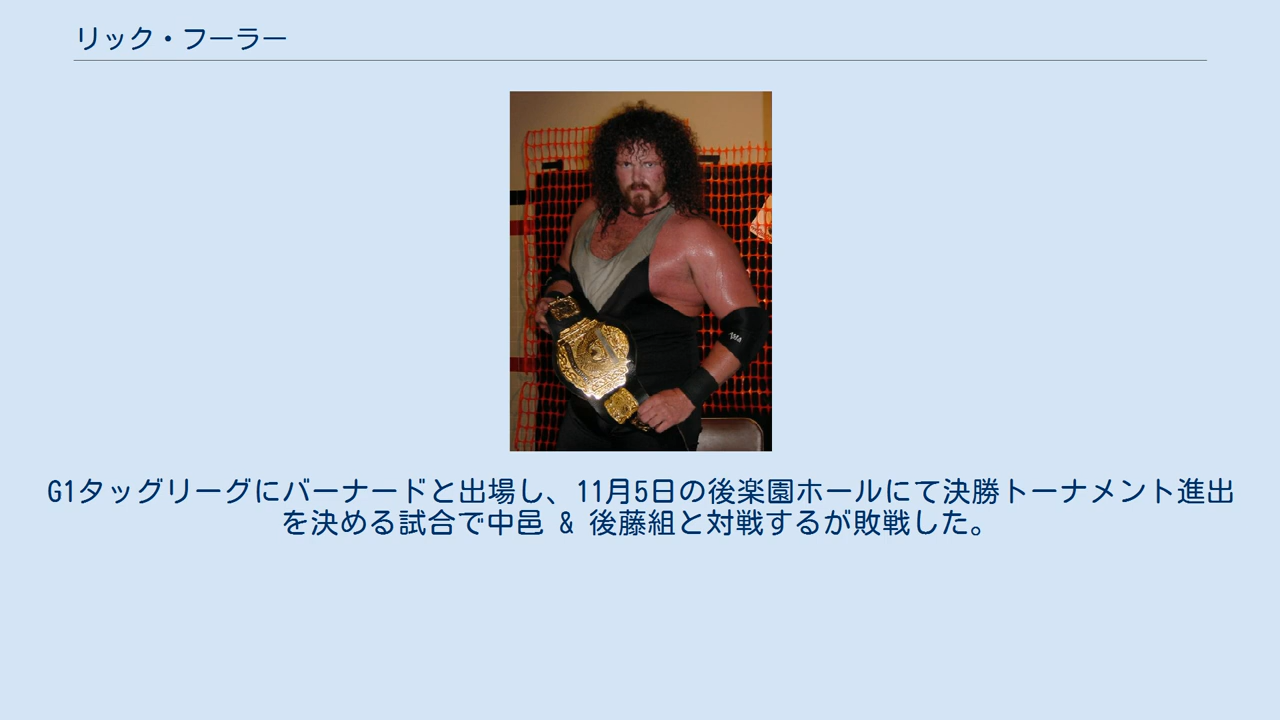 リック・フーラー
G1タッグリーグにバーナードと出場し、11月5日の後楽園ホールにて決勝トーナメント進出
を決める試合で中邑 & 後藤組と対戦するが敗戦した。